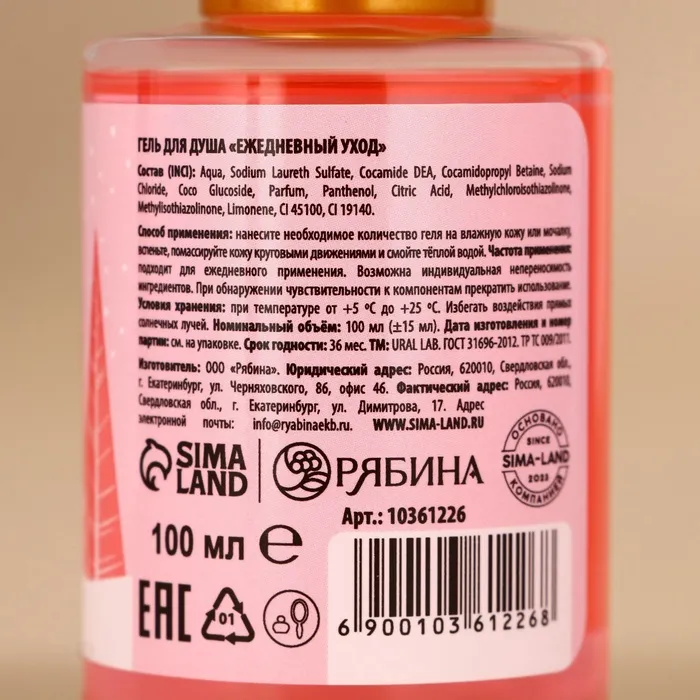 ГЕЛЬ ДЛЯ ДУША «ЕЖЕДНЕВНЫЙ УХОД»
Состав (INCI): Aqua, Sodium Laureth Sulfate, Cocamide DEA, Cocamidopropyl Betaine, Sodium
Chloride, Coco Glucoside, Parfum, Panthenol, Citric Acid, Methylchloroisothiazolinone,
Methylisothiazolinone, Limonene, CI 45100, CI 19140.
Способ применения: нанесите необходимое количество геля на влажную кожу или мочалку,
вспеньте, помассируйте кожу круговыми движениями и смойте тёплой водой. Частота применения:
подходит для ежедневного применения. Возможна индивидуальная непереносимость
ингредиентов. При обнаружении чувствительности к компонентам прекратить использование.
Условия хранения: при температуре от +5 ºC до +25 ºC. Избегать воздействия прямых
солнечных лучей. Номинальный объём: 100 мл (±15 мл). Дата изготовления и номер
партии: см. на упаковке. Срок годности: 36 мес. ТМ: URAL LAB. ГОСТ 31696-2012. ТР ТС 009/2011.
Изготовитель: ООО «Рябина». Юридический адрес: Россия, 620010, Свердловская обл.,
г. Екатеринбург, ул. Черняховского, 86, офис 46. Фактический адрес: Россия, 620010,
Свердловская обл., г. Екатеринбург, ул. Димитрова, 17. Адрес
электронной почты: info@ryabinaekb.ru WWW.SIMA-LAND.RU
SIMA
LAND
РЯБИНА
ОСНОВАНО
SINCE
SIMA-LAND
2025
КОМПАНИЕЙ
Арт.: 10361226
100 мл e
EAC
01
6 900103 612268